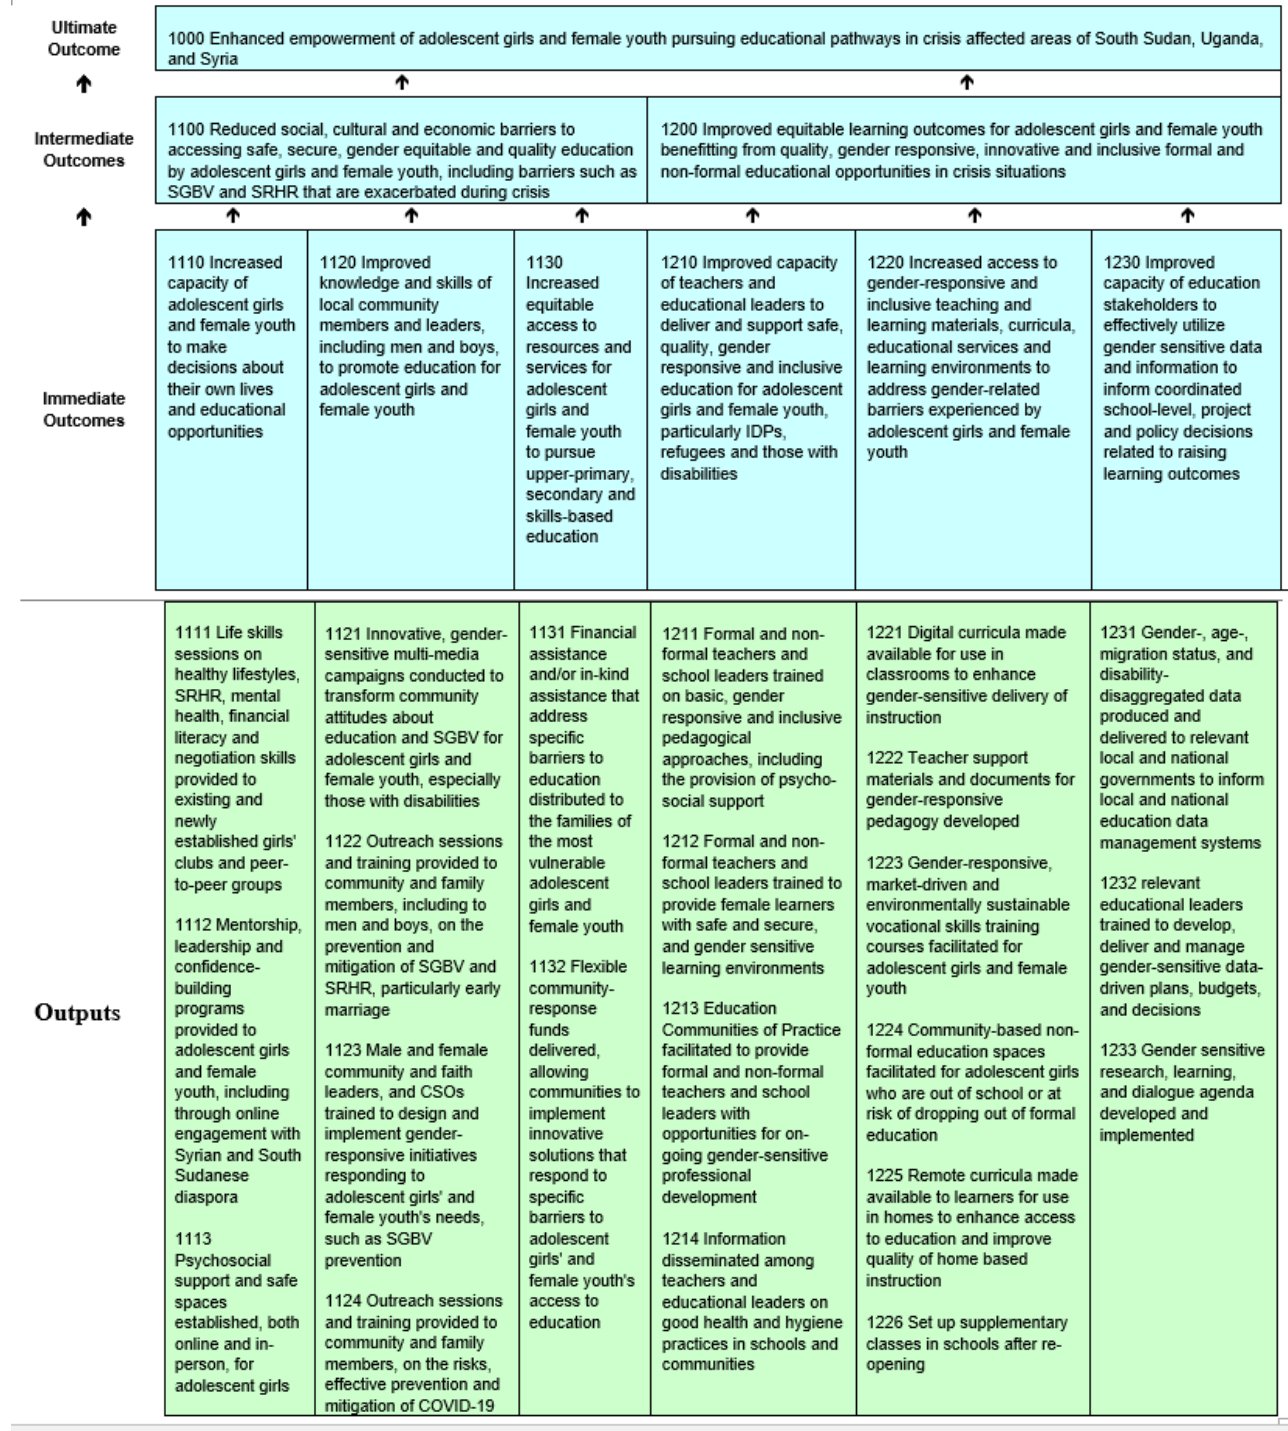 Ultimate
Outcome
1000 Enhanced empowerment of adolescent girls and female youth pursuing educational pathways in crisis affected areas of South Sudan, Uganda,
and Syria
Intermediate
Outcomes
1100 Reduced social, cultural and economic barriers to
accessing safe, secure, gender equitable and quality education
by adolescent girls and female youth, including barriers such as
SGBV and SRHR that are exacerbated during crisis
1200 Improved equitable learning outcomes for adolescent girls and female youth
benefitting from quality, gender responsive, innovative and inclusive formal and
non-formal educational opportunities in crisis situations
Immediate
Outcomes
1110 Increased
capacity of
adolescent girls
and female youth
to make
decisions about
their own lives
and educational
opportunities
1120 Improved
knowledge and skills of
local community
members and leaders,
including men and boys,
to promote education for
adolescent girls and
female youth
1130
Increased
equitable
access to
resources and
services for
adolescent
girls and
female youth
to pursue
upper-primary,
secondary and
skills-based
education
1210 Improved capacity
of teachers and
educational leaders to
deliver and support safe,
quality, gender
responsive and inclusive
education for adolescent
girls and female youth,
particularly IDPs,
refugees and those with
disabilities
1220 Increased access to
gender-responsive and
inclusive teaching and
learning materials, curricula,
educational services and
learning environments to
address gender-related
barriers experienced by
adolescent girls and female
youth
1230 Improved
capacity of education
stakeholders to
effectively utilize
gender sensitive data
and information to
inform coordinated
school-level, project
and policy decisions
related to raising
learning outcomes
Outputs
1111 Life skills
sessions on
healthy lifestyles,
SRHR, mental
health, financial
literacy and
negotiation skills
provided to
existing and
newly
established girls'
clubs and peer-
to-peer groups
1112 Mentorship,
leadership and
confidence-
building
programs
provided to
adolescent girls
and female
youth, including
through online
engagement with
Syrian and South
Sudanese
diaspora
1113
Psychosocial
support and safe
spaces
established, both
online and in-
person, for
adolescent girls
1121 Innovative, gender-
sensitive multi-media
campaigns conducted to
transform community
attitudes about
education and SGBV for
adolescent girls and
female youth, especially
those with disabilities
1122 Outreach sessions
and training provided to
community and family
members, including to
men and boys, on the
prevention and
mitigation of SGBV and
SRHR, particularly early
marriage
1123 Male and female
community and faith
leaders, and CSOs
trained to design and
implement gender-
responsive initiatives
responding to
adolescent girls' and
female youth's needs,
such as SGBV
prevention
1124 Outreach sessions
and training provided to
community and family
members, on the risks,
effective prevention and
mitigation of COVID-19
1131 Financial
assistance
and/or in-kind
assistance that
address
specific
barriers to
education
distributed to
the families of
the most
vulnerable
adolescent
girls and
female youth
1132 Flexible
community-
response
funds
delivered,
allowing
communities to
implement
innovative
solutions that
respond to
specific
barriers to
adolescent
girls' and
female youth's
access to
education
1211 Formal and non-
formal teachers and
school leaders trained
on basic, gender
responsive and inclusive
pedagogical
approaches, including
the provision of psycho-
social support
1212 Formal and non-
formal teachers and
school leaders trained to
provide female learners
with safe and secure,
and gender sensitive
learning environments
1213 Education
Communities of Practice
facilitated to provide
formal and non-formal
teachers and school
leaders with
opportunities for on-
going gender-sensitive
professional
development
1214 Information
disseminated among
teachers and
educational leaders on
good health and hygiene
practices in schools and
communities
1221 Digital curricula made
available for use in
classrooms to enhance
gender-sensitive delivery of
instruction
1222 Teacher support
materials and documents for
gender-responsive
pedagogy developed
1223 Gender-responsive,
market-driven and
environmentally sustainable
vocational skills training
courses facilitated for
adolescent girls and female
youth
1224 Community-based non-
formal education spaces
facilitated for adolescent girls
who are out of school or at
risk of dropping out of formal
education
1225 Remote curricula made
available to learners for use
in homes to enhance access
to education and improve
quality of home based
instruction
1226 Set up supplementary
classes in schools after re-
opening
1231 Gender-, age-,
migration status, and
disability-
disaggregated data
produced and
delivered to relevant
local and national
governments to inform
local and national
education data
management systems
1232 relevant
educational leaders
trained to develop,
deliver and manage
gender-sensitive data-
driven plans, budgets,
and decisions
1233 Gender sensitive
research, learning,
and dialogue agenda
developed and
implemented